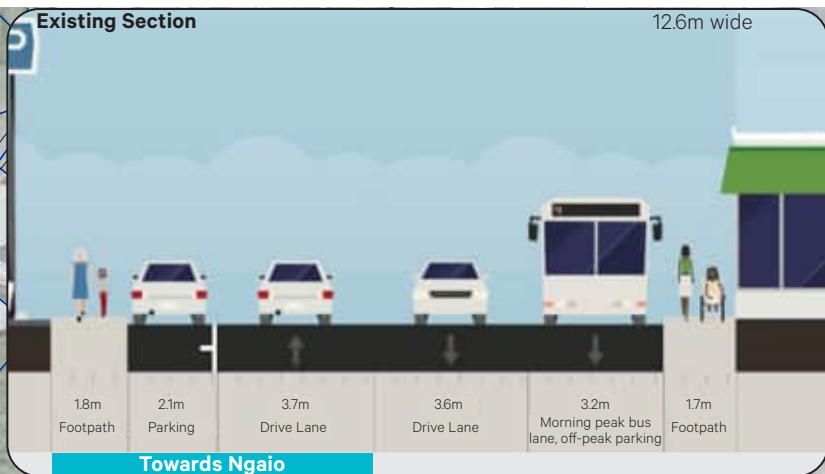 Existing Section
12.6m wide
P
1.8m
Footpath
2.1m
Parking
3.7m
Drive Lane
3.6m
Drive Lane
3.2m
Morning peak bus
lane, off-peak parking
1.7m
Footpath
Towards Ngaio